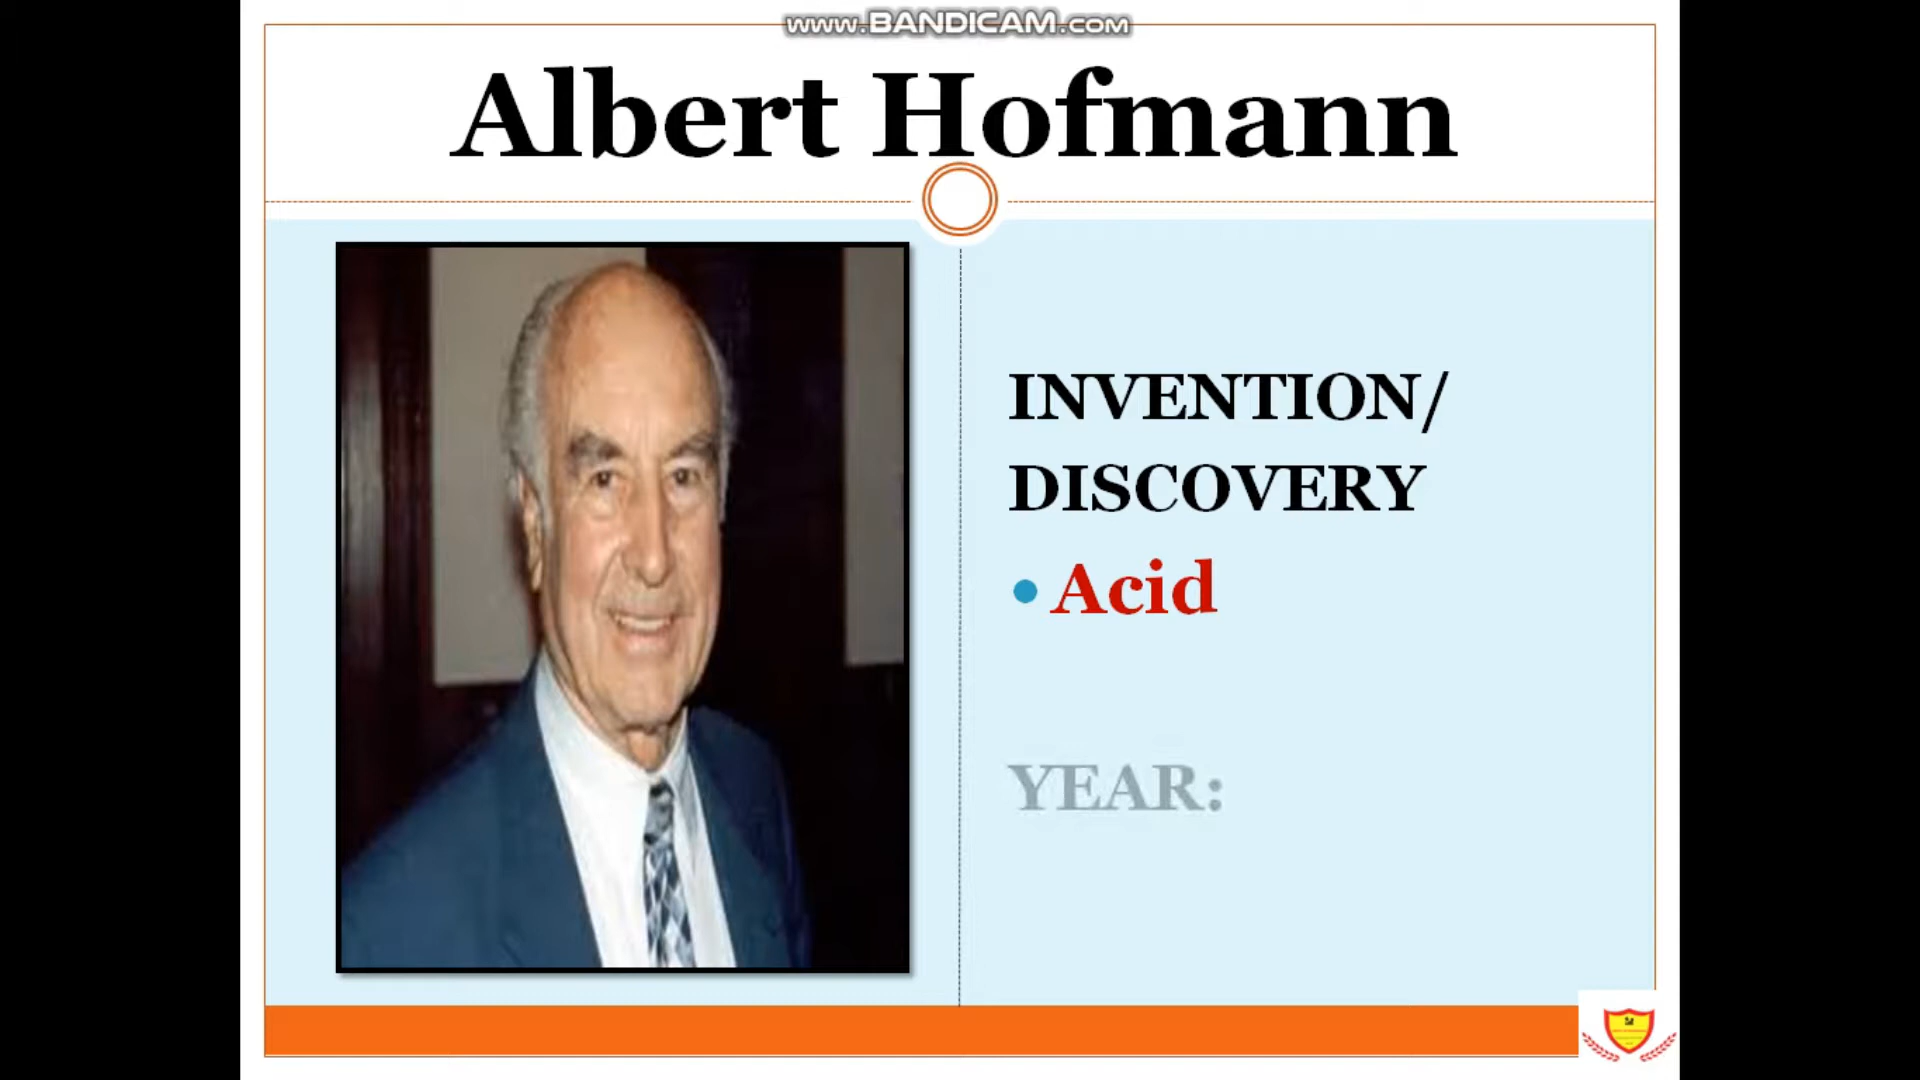 www.BANDICAM.com
Albert Hofmann
INVENTION/
DISCOVERY
• Acid
YEAR: